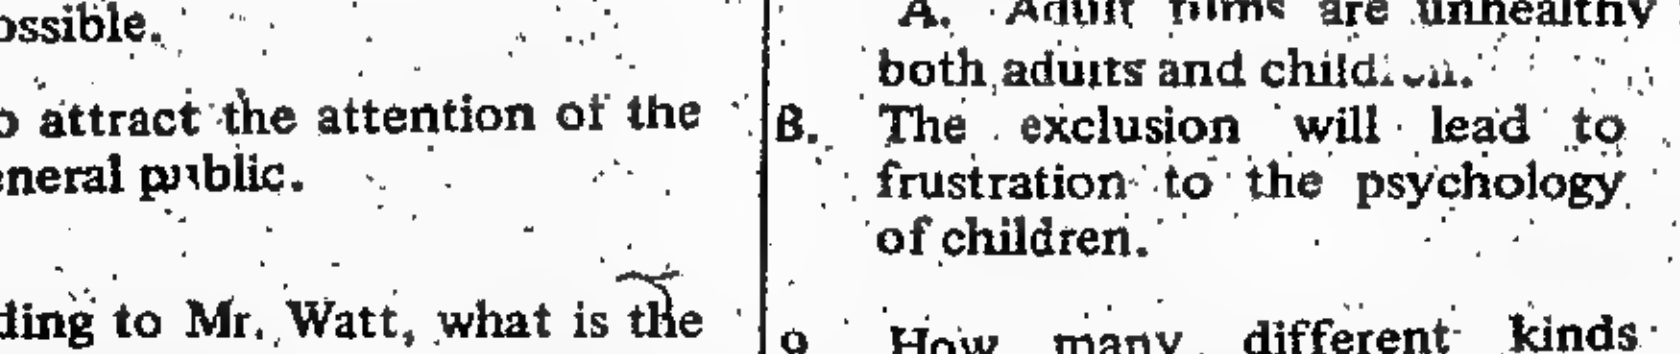 ossible.
o attract the attention of the
eneral public.
ding to Mr. Watt, what is the
A. Adult films are unhealthy
both adults and children.
B. The exclusion will lead to
frustration to the psychology
of children.
9 How many different kinds